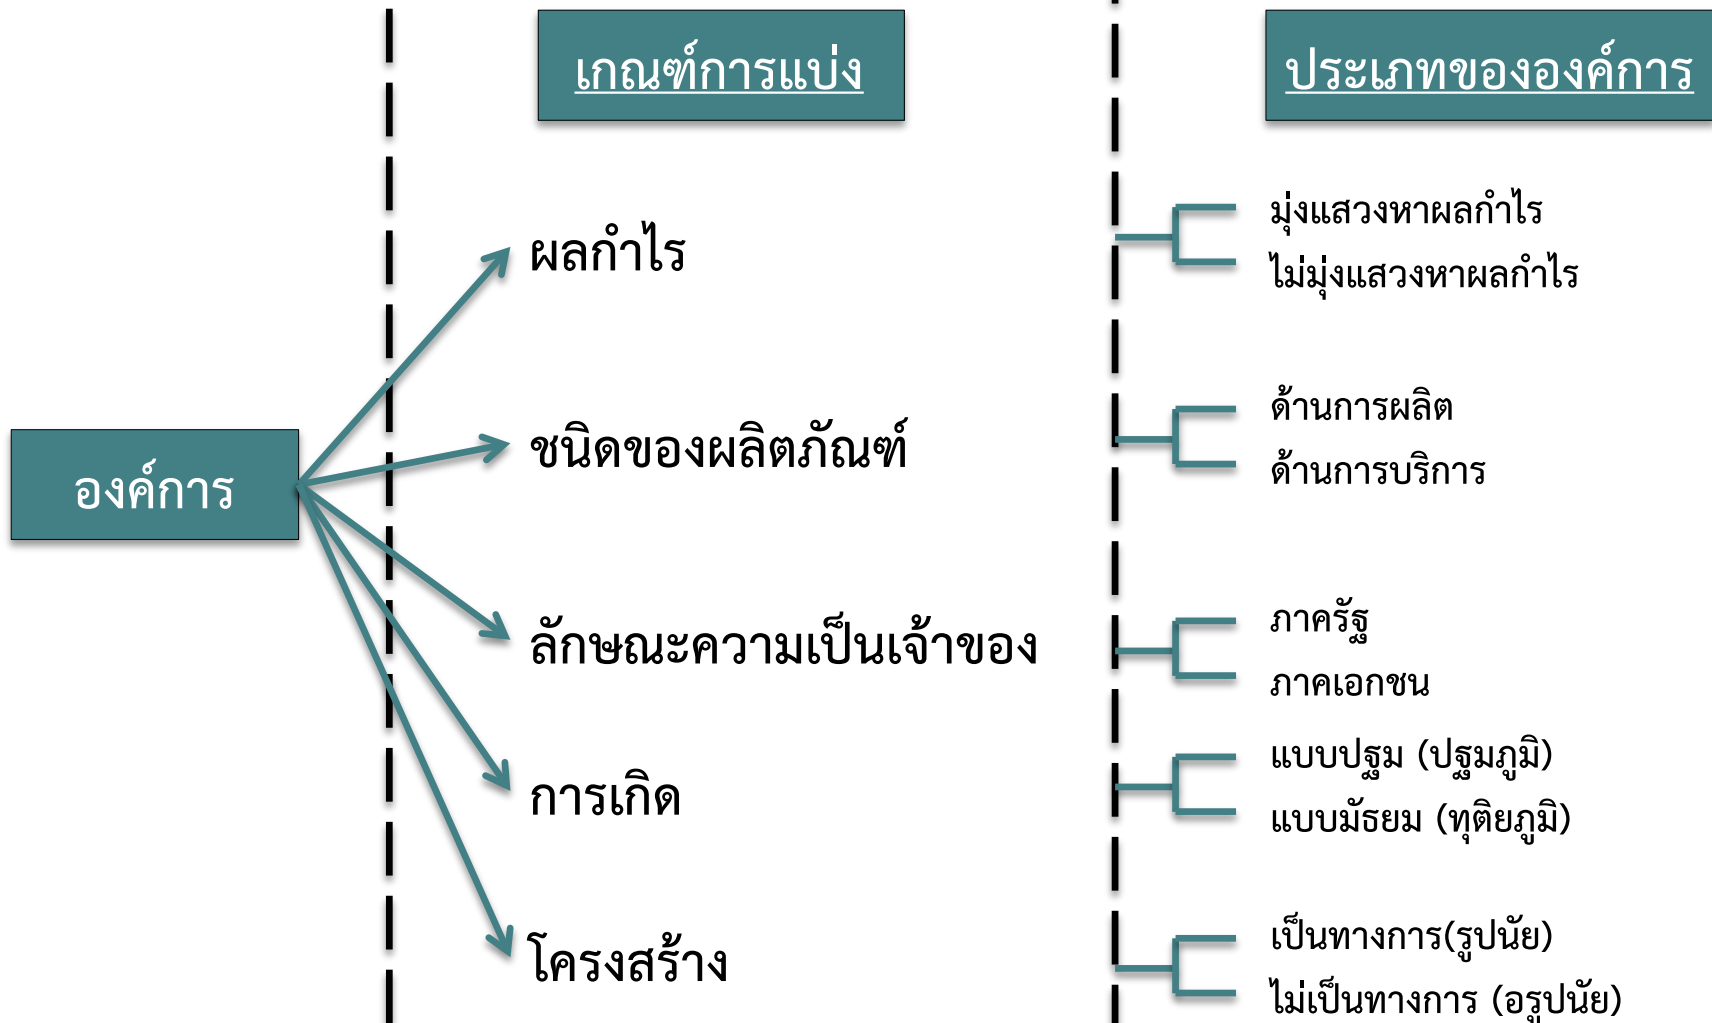 เกณฑ์การแบ่ง
ประเภทขององค์การ
องค์การ
ผลกำไร
มุ่งแสวงหาผลกำไร
ไม่มุ่งแสวงหาผลกำไร
ชนิดของผลิตภัณฑ์
ด้านการผลิต
ด้านการบริการ
ลักษณะความเป็นเจ้าของ
ภาครัฐ
ภาคเอกชน
การเกิด
แบบปฐม (ปฐมภูมิ)
แบบมัธยม (ทุติยภูมิ)
โครงสร้าง
เป็นทางการ(รูปนัย)
ไม่เป็นทางการ (อรูปนัย)